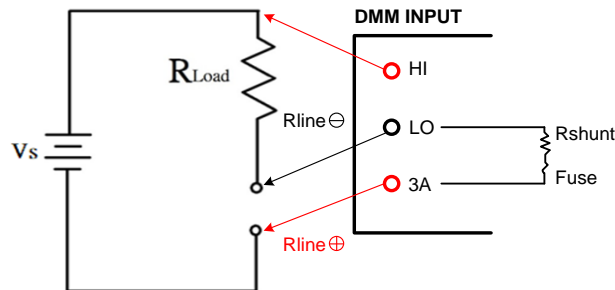 DMM INPUT
HI
RLoad
Rline ⊖
LO
Rshunt
Vs
3A
Fuse
Rline ⊕